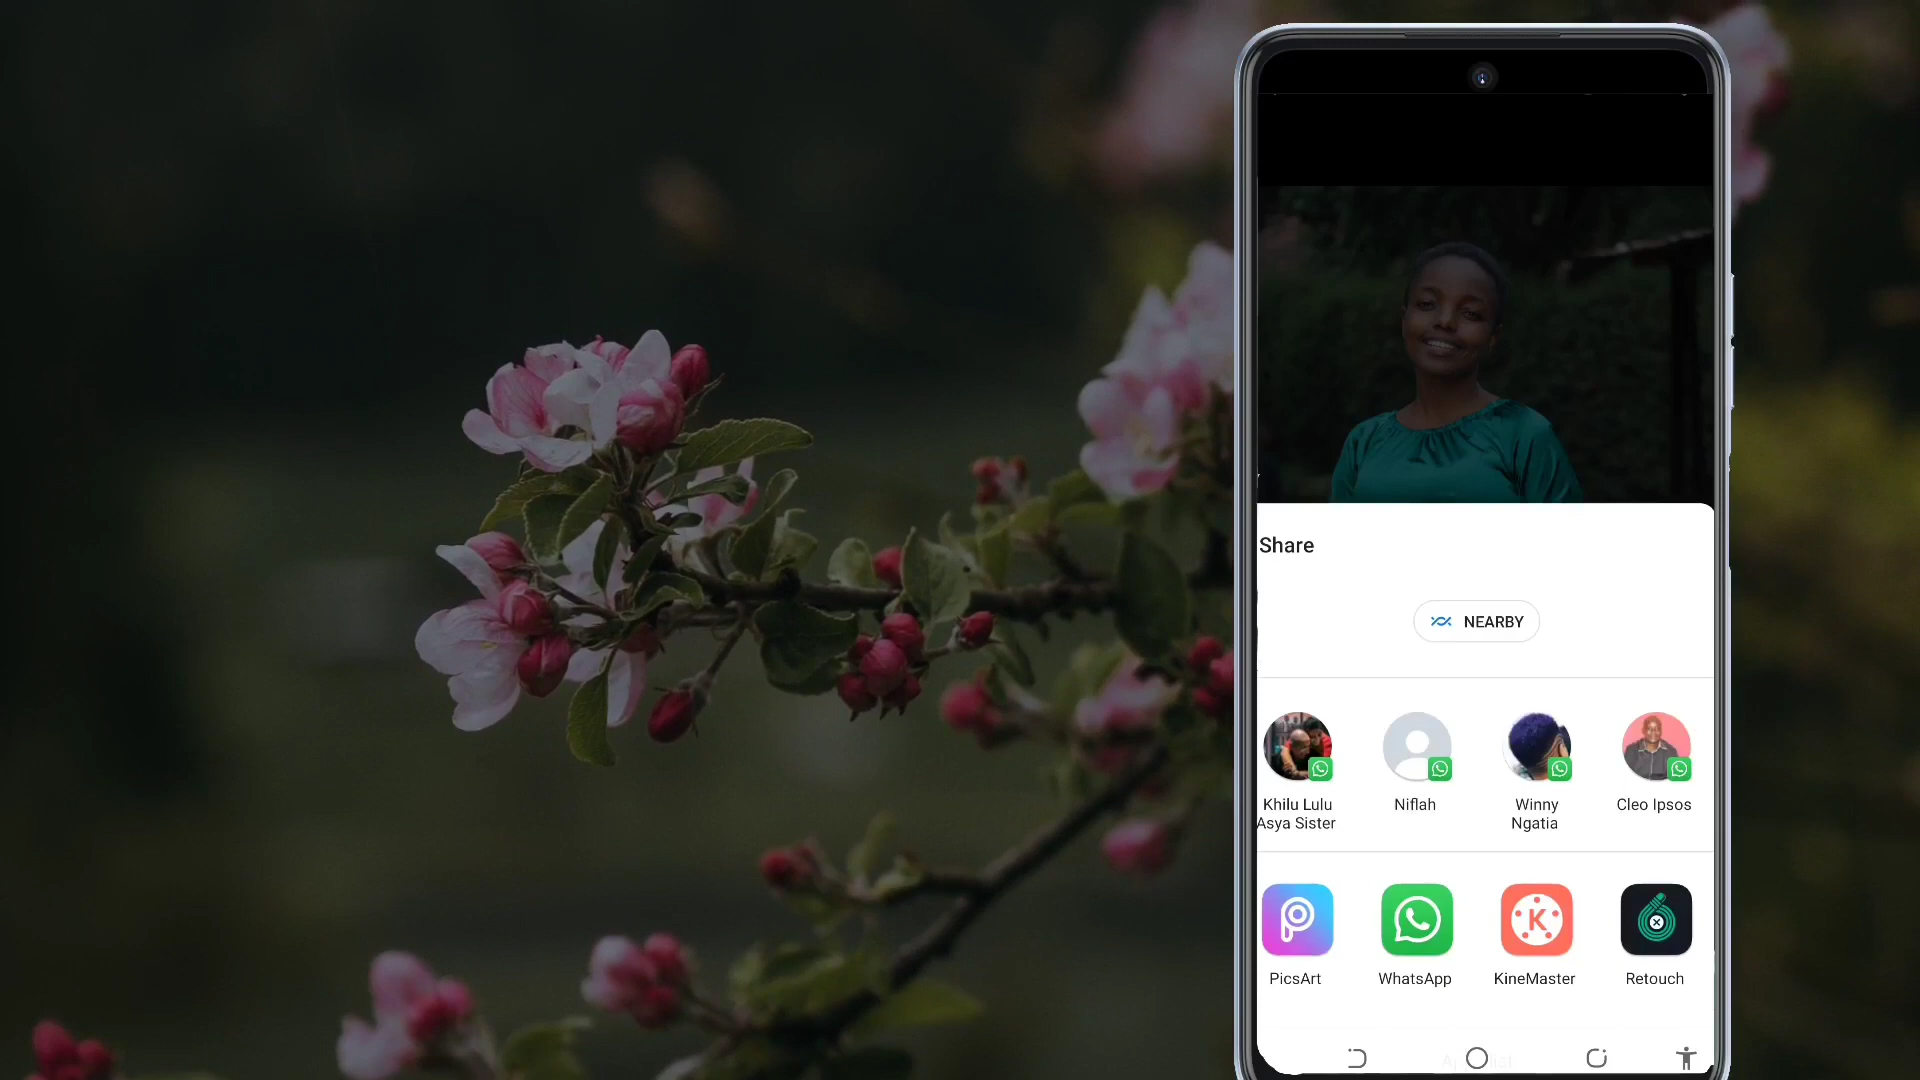 Share
NEARBY
Khilu Lulu
Asya Sister
Niflah
Winny
Ngatia
Cleo Ipsos
PicsArt
WhatsApp
KineMaster
Retouch